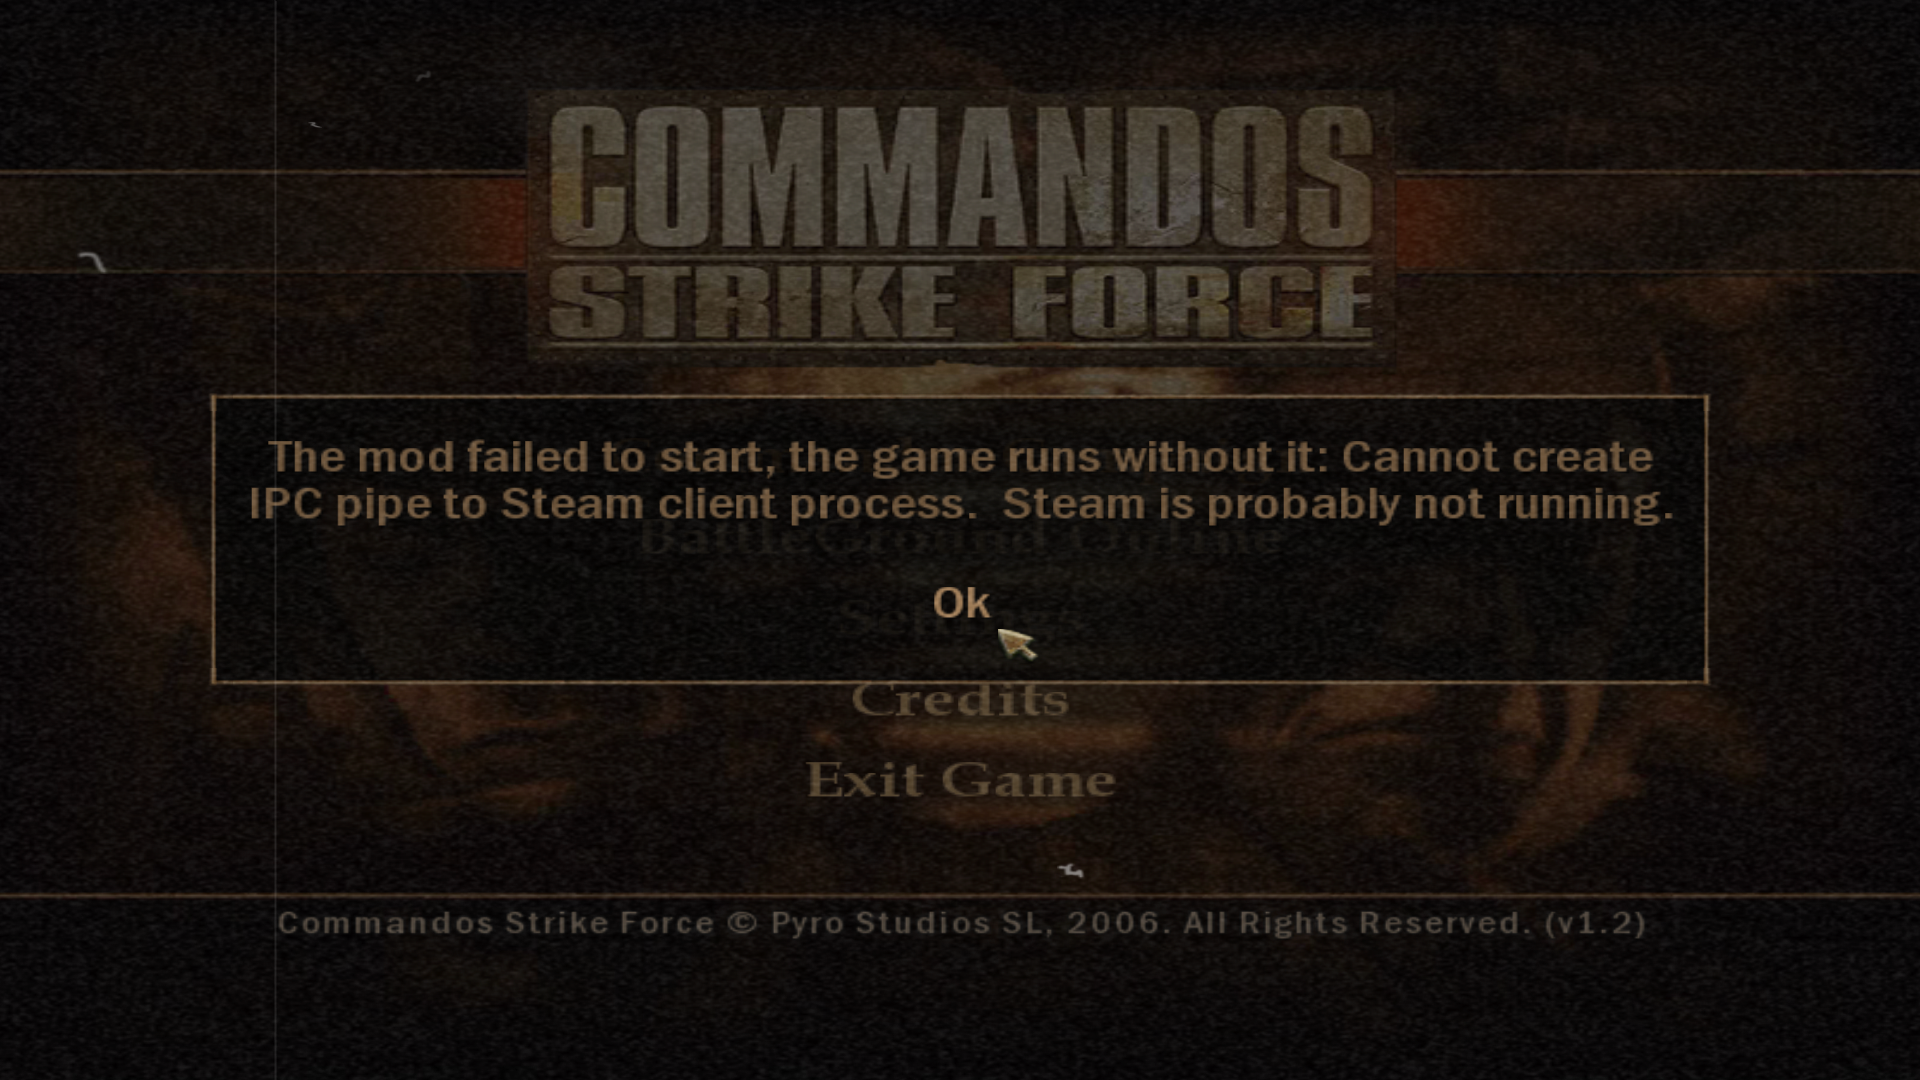 COMMANDOS
STRIKE FORCE
The mod failed to start, the game runs without it: Cannot create
IPC pipe to Steam client process.  Steam is probably not running.
BattleGround Online
Ok
Credits
Exit Game
Commandos Strike Force © Pyro Studios SL, 2006. All Rights Reserved. (v1.2)